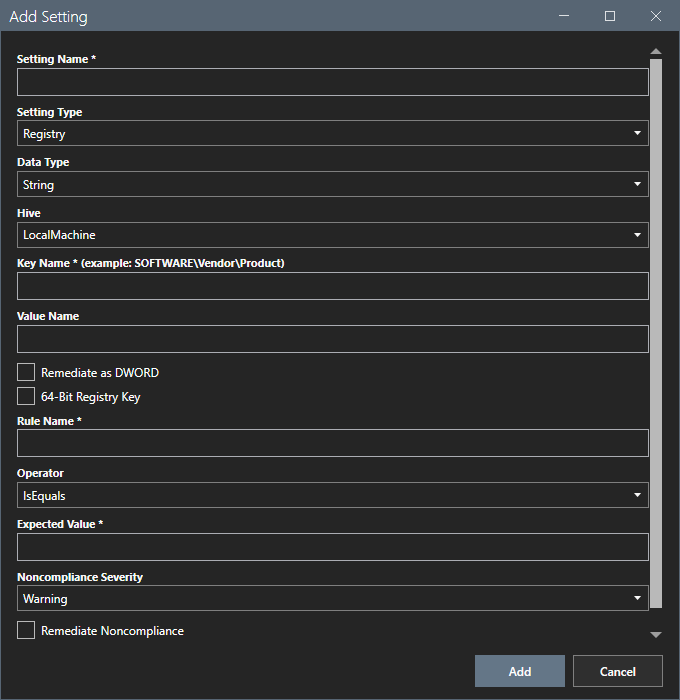 Add Setting
Setting Name *
Setting Type
Registry
Data Type
String
Hive
LocalMachine
Key Name * (example: SOFTWARE\Vendor\Product)
Value Name
Remediate as DWORD
64-Bit Registry Key
Rule Name *
Operator
IsEquals
Expected Value *
Noncompliance Severity
Warning
Remediate Noncompliance
Add Cancel